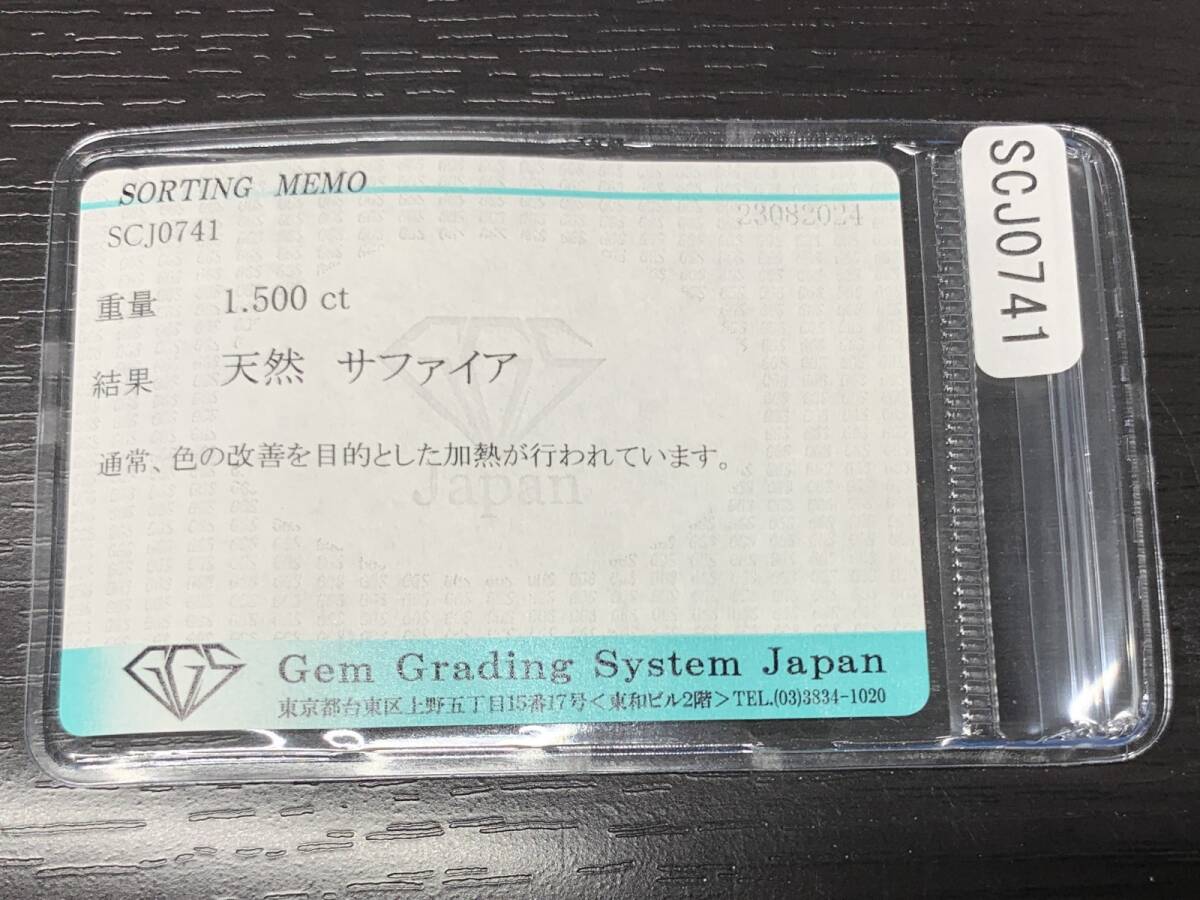 SORTING MEMO
SCJ0741 23082024
重量 1.500 ct
結果 天然 サファイア
通常、色の改善を目的とした加熱が行われています。
GGS
Japan
GGS Gem Grading System Japan
東京都台東区上野五丁目15番17号＜東和ビル2階＞TEL.(03)3834-1020
SCJ0741